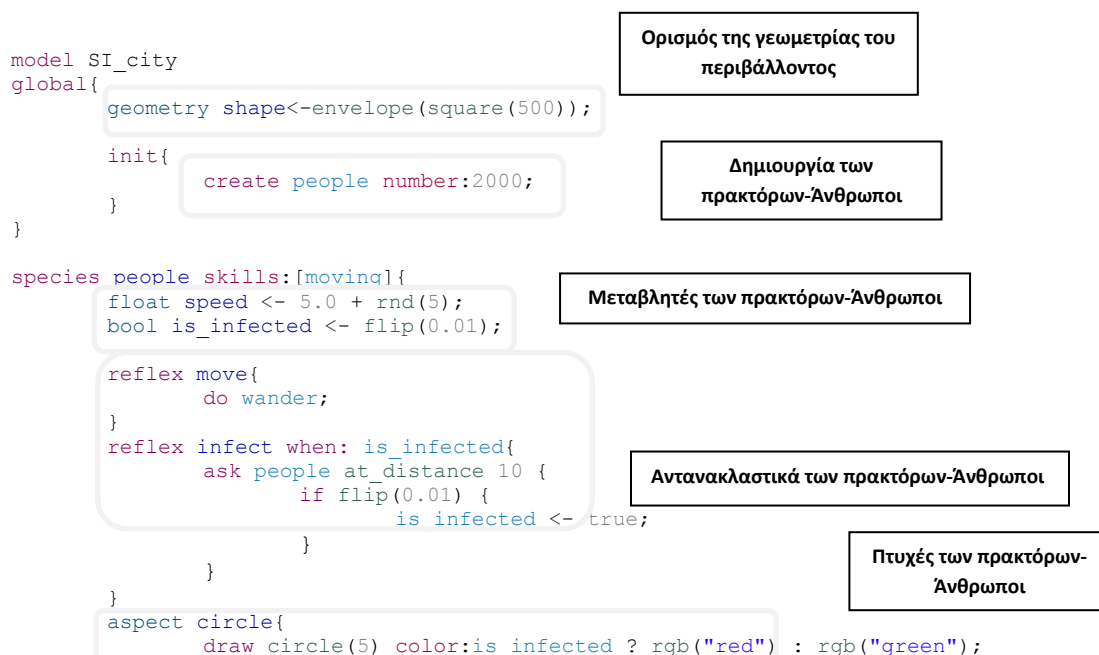 Ορισμός της γεωμετρίας του
περιβάλλοντος
model SI_city
global{
geometry shape<-envelope(square(500));
init{
create people number:2000;
}
}
Δημιουργία των
πρακτόρων-Άνθρωποι
species people skills:[moving]{
float speed <- 5.0 + rnd(5);
bool is_infected <- flip(0.01);
Μεταβλητές των πρακτόρων-Άνθρωποι
reflex move{
do wander;
}
reflex infect when: is_infected{
ask people at_distance 10 {
if flip(0.01) {
is_infected <- true;
}
}
}
Αντανακλαστικά των πρακτόρων-Άνθρωποι
Πτυχές των πρακτόρων-
Άνθρωποι
aspect circle{
draw circle(5) color:is_infected ? rgb("red") : rgb("green");